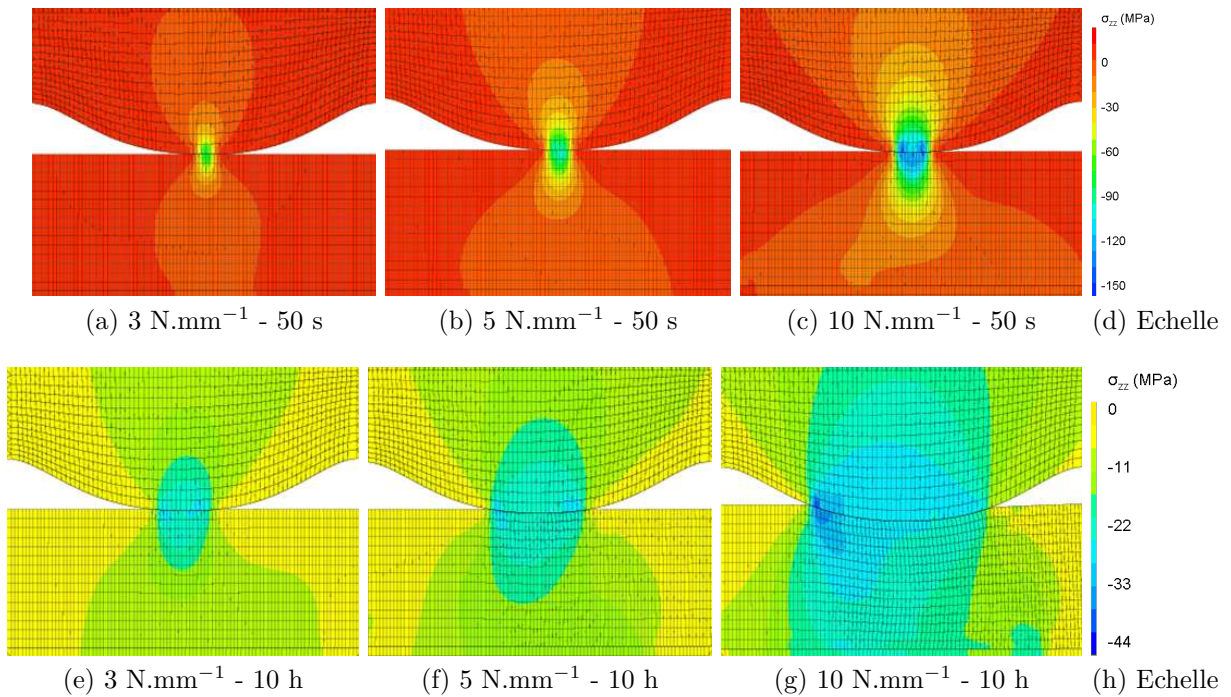 σzz (MPa)
0
-30
-60
-90
-120
-150
(a) 3 N.mm−1 - 50 s
(b) 5 N.mm−1 - 50 s
(c) 10 N.mm−1 - 50 s
(d) Echelle
σzz (MPa)
0
-11
-22
-33
-44
(e) 3 N.mm−1 - 10 h
(f) 5 N.mm−1 - 10 h
(g) 10 N.mm−1 - 10 h
(h) Echelle